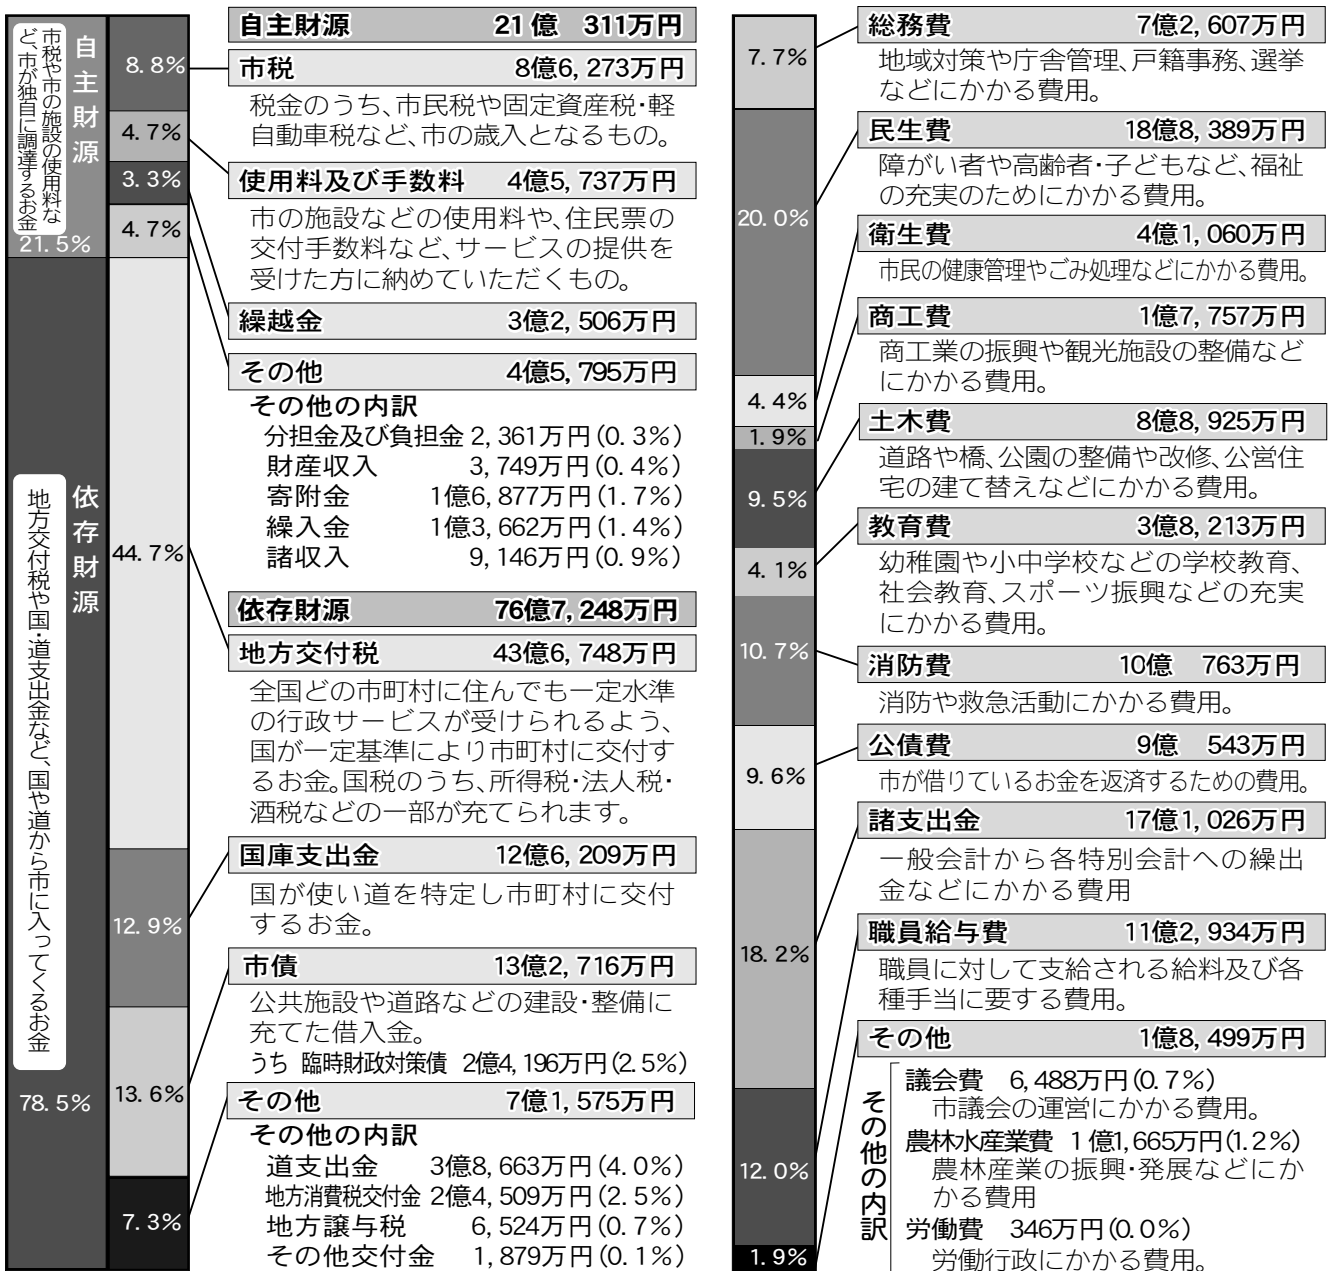 自主財源
市税や市の施設の使用料な
ど、市が独自に調達するお金
21.5%
依存財源
地方交付税や国・道支出金など、国や道から市に入ってくるお金
78.5%
8.8%
4.7%
3.3%
4.7%
44.7%
12.9%
13.6%
7.3%
自主財源 21億 311万円
市税 8億6,273万円
税金のうち、市民税や固定資産税・軽
自動車税など、市の歳入となるもの。
使用料及び手数料 4億5,737万円
市の施設などの使用料や、住民票の
交付手数料など、サービスの提供を
受けた方に納めていただくもの。
繰越金 3億2,506万円
その他 4億5,795万円
その他の内訳
分担金及び負担金 2,361万円(0.3%)
財産収入 3,749万円(0.4%)
寄附金 1億6,877万円(1.7%)
繰入金 1億3,662万円(1.4%)
諸収入 9,146万円(0.9%)
依存財源 76億7,248万円
地方交付税 43億6,748万円
全国どの市町村に住んでも一定水準
の行政サービスが受けられるよう、
国が一定基準により市町村に交付す
るお金。国税のうち、所得税・法人税・
酒税などの一部が充てられます。
国庫支出金 12億6,209万円
国が使い道を特定し市町村に交付
するお金。
市債 13億2,716万円
公共施設や道路などの建設・整備に
充てた借入金。
うち 臨時財政対策債 2億4,196万円(2.5%)
その他 7億1,575万円
その他の内訳
道支出金 3億8,663万円(4.0%)
地方消費税交付金 2億4,509万円(2.5%)
地方譲与税 6,524万円(0.7%)
その他交付金 1,879万円(0.1%)
7.7%
20.0%
4.4%
1.9%
9.5%
4.1%
10.7%
9.6%
18.2%
12.0%
1.9%
総務費 7億2,607万円
地域対策や庁舎管理、戸籍事務、選挙
などにかかる費用。
民生費 18億8,389万円
障がい者や高齢者・子どもなど、福祉
の充実のためにかかる費用。
衛生費 4億1,060万円
市民の健康管理やごみ処理などにかかる費用。
商工費 1億7,757万円
商工業の振興や観光施設の整備など
にかかる費用。
土木費 8億8,925万円
道路や橋、公園の整備や改修、公営住
宅の建て替えなどにかかる費用。
教育費 3億8,213万円
幼稚園や小中学校などの学校教育、
社会教育、スポーツ振興などの充実
にかかる費用。
消防費 10億 763万円
消防や救急活動にかかる費用。
公債費 9億 543万円
市が借りているお金を返済するための費用。
諸支出金 17億1,026万円
一般会計から各特別会計への繰出
金などにかかる費用
職員給与費 11億2,934万円
職員に対して支給される給料及び各
種手当に要する費用。
その他 1億8,499万円
その他の内訳
議会費 6,488万円(0.7%)
市議会の運営にかかる費用。
農林水産業費 1億1,665万円(1.2%)
農林産業の振興・発展などにか
かる費用
労働費 346万円(0.0%)
労働行政にかかる費用。